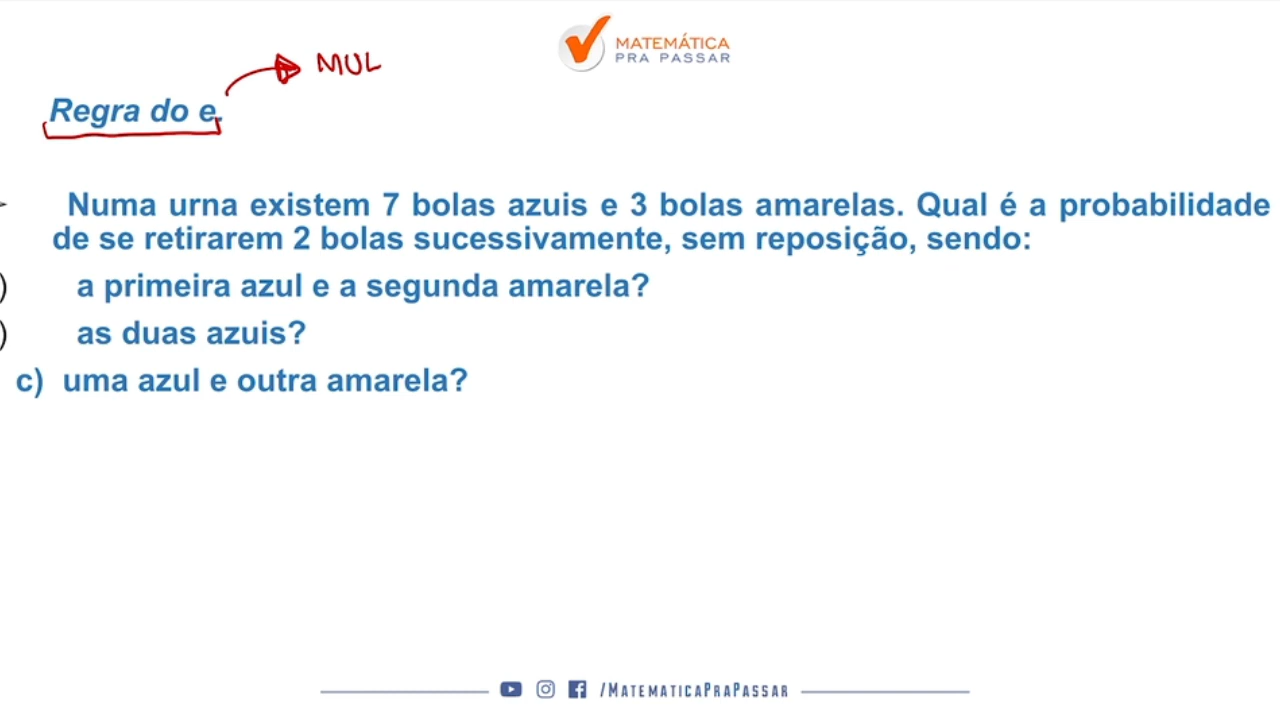 MATEMÁTICA
PRA PASSAR
MUL
Regra do e.
Numa urna existem 7 bolas azuis e 3 bolas amarelas. Qual é a probabilidade
de se retirarem 2 bolas sucessivamente, sem reposição, sendo:
) a primeira azul e a segunda amarela?
) as duas azuis?
c) uma azul e outra amarela?
/MATEMATICAPRAPASSAR